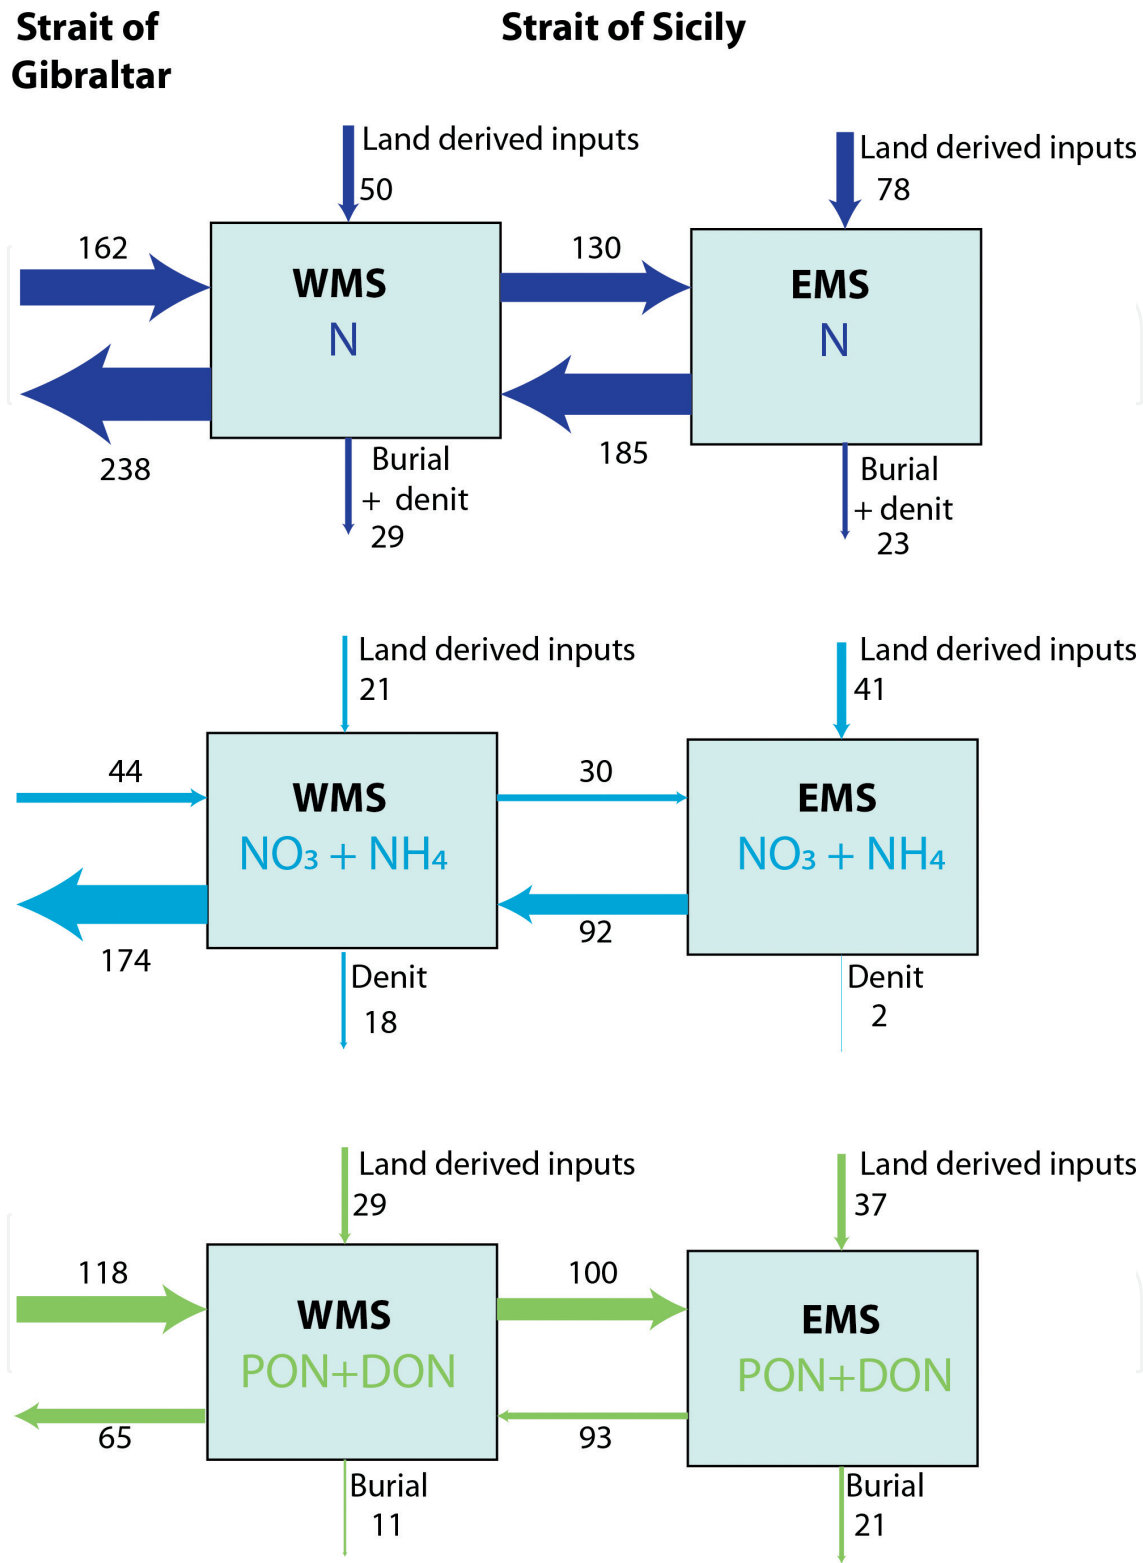 Strait of
Gibraltar
Strait of Sicily
Land derived inputs
50
Land derived inputs
78
162
WMS
N
130
EMS
N
238
Burial
+ denit
29
185
Burial
+ denit
23
Land derived inputs
21
Land derived inputs
41
44
WMS
NO₃ + NH₄
30
EMS
NO₃ + NH₄
174
Denit
18
92
Denit
2
Land derived inputs
29
Land derived inputs
37
118
WMS
PON+DON
100
EMS
PON+DON
65
Burial
11
93
Burial
21